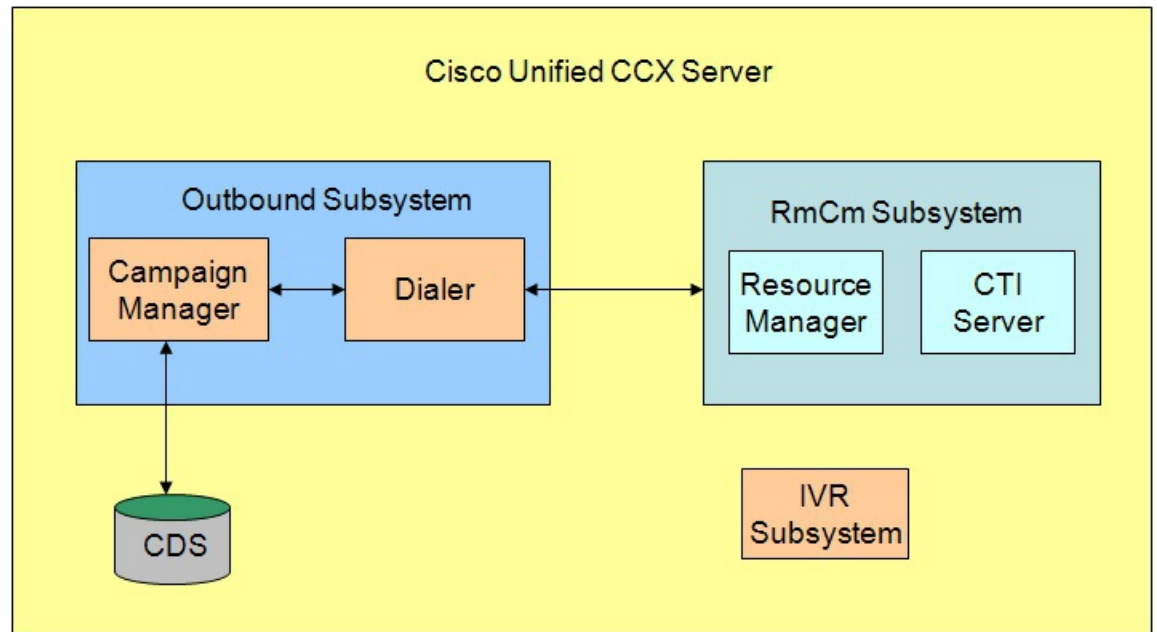 Cisco Unified CCX Server
Outbound Subsystem
Campaign
Manager
Dialer
RmCm Subsystem
Resource
Manager
CTI
Server
CDS
IVR
Subsystem